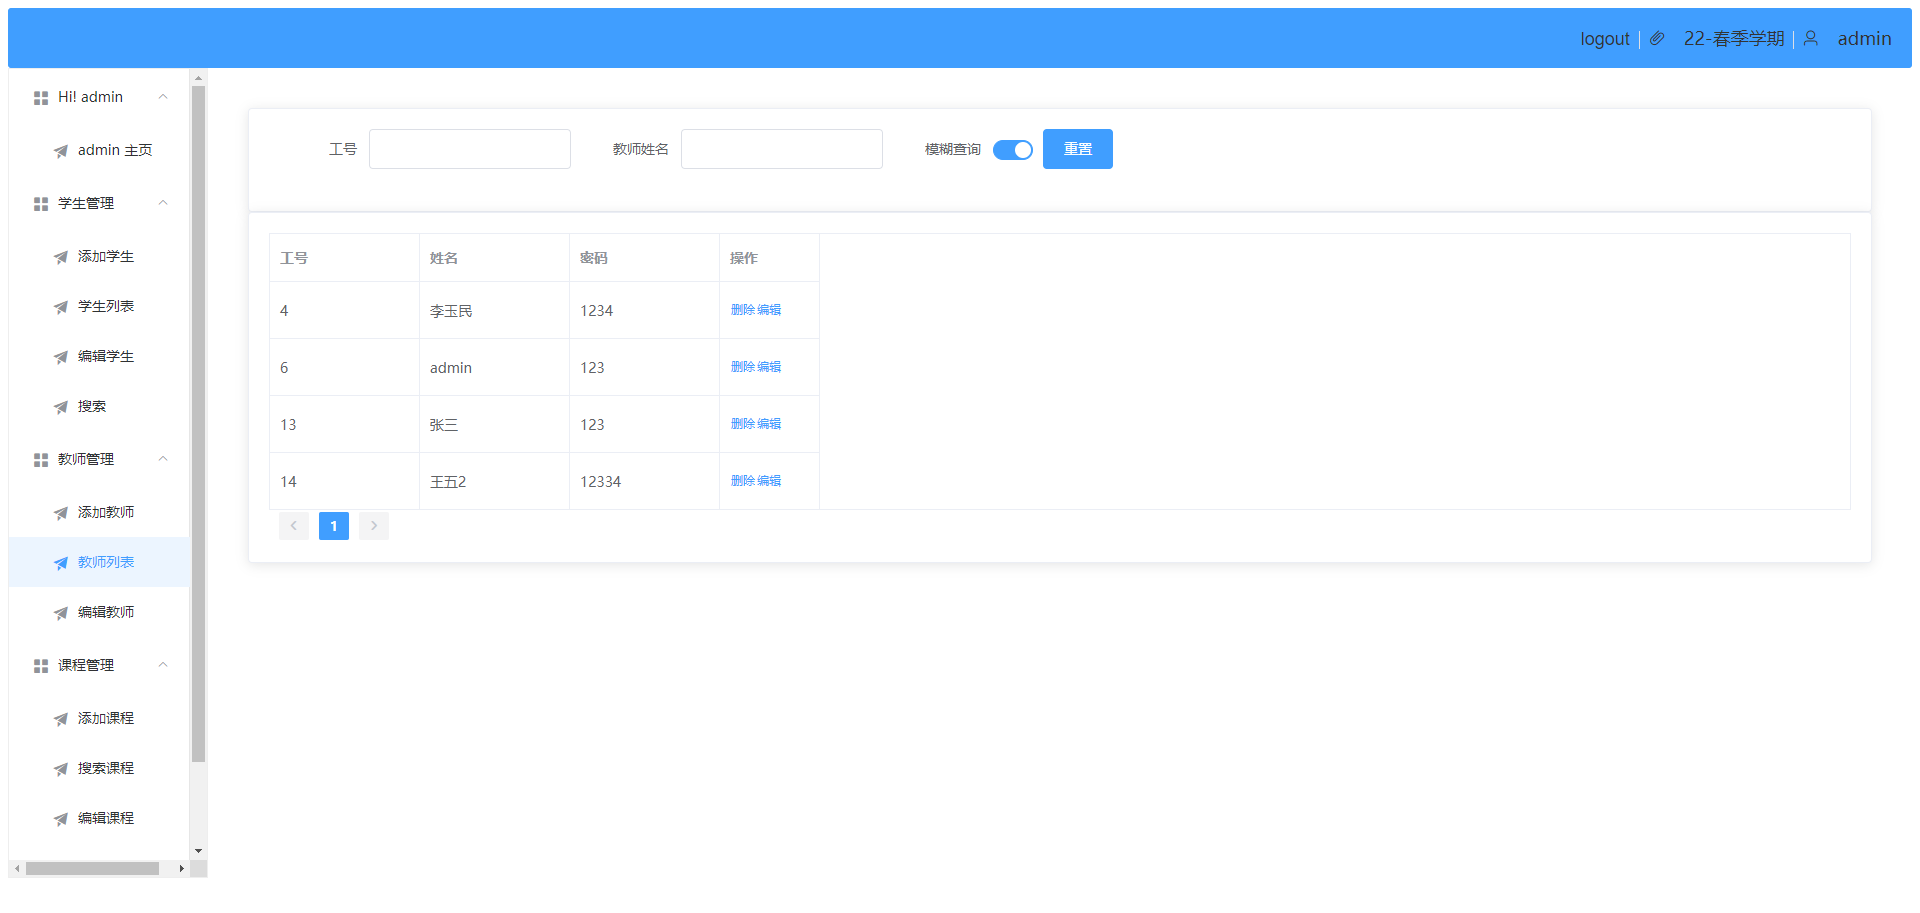 logout 22-春季学期 admin
Hi! admin
admin 主页
学生管理
添加学生
学生列表
编辑学生
搜索
教师管理
添加教师
教师列表
编辑教师
课程管理
添加课程
搜索课程
编辑课程
工号 教师姓名 模糊查询 重置
工号 姓名 密码 操作
4 李玉民 1234 删除 编辑
6 admin 123 删除 编辑
13 张三 123 删除 编辑
14 王五2 12334 删除 编辑
1